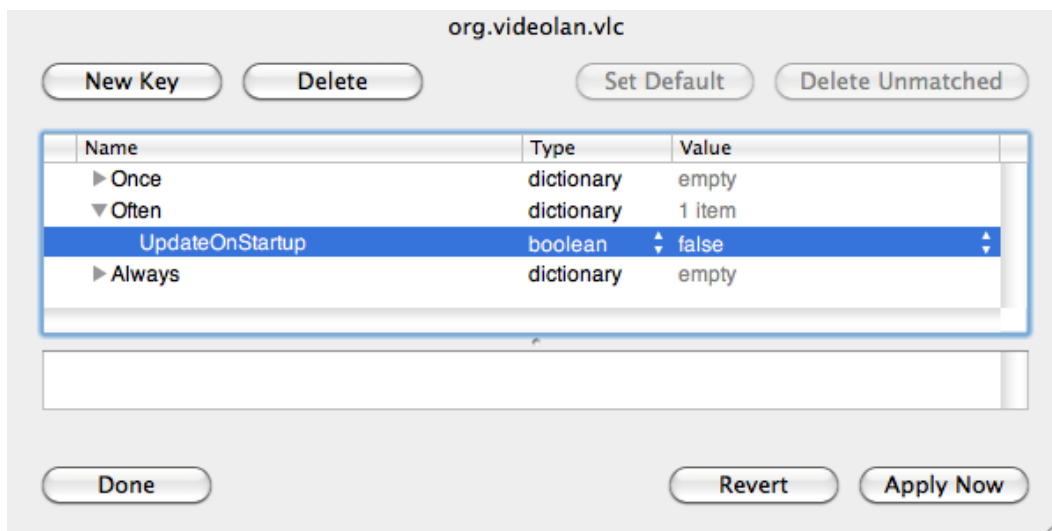 org.videolan.vlc
New Key Delete Set Default Delete Unmatched
Name Type Value
Once dictionary empty
Often dictionary 1 item
UpdateOnStartup boolean false
Always dictionary empty
Done Revert Apply Now